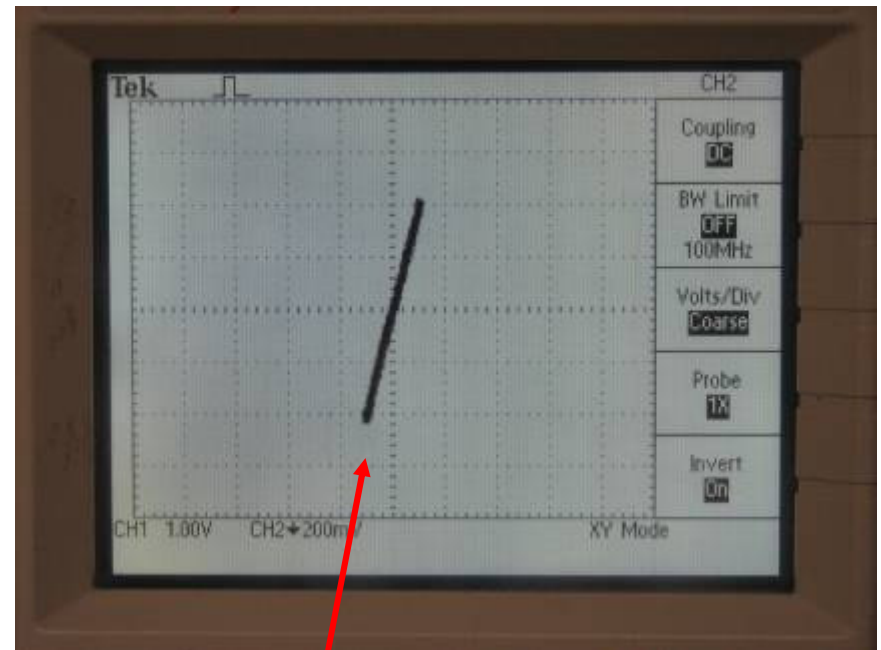 Tek
CH2
Coupling
DC
BW Limit
OFF
100MHz
Volts/Div
Coarse
Probe
1X
Invert
On
CH1 1.00V CH2 200mV XY Mode